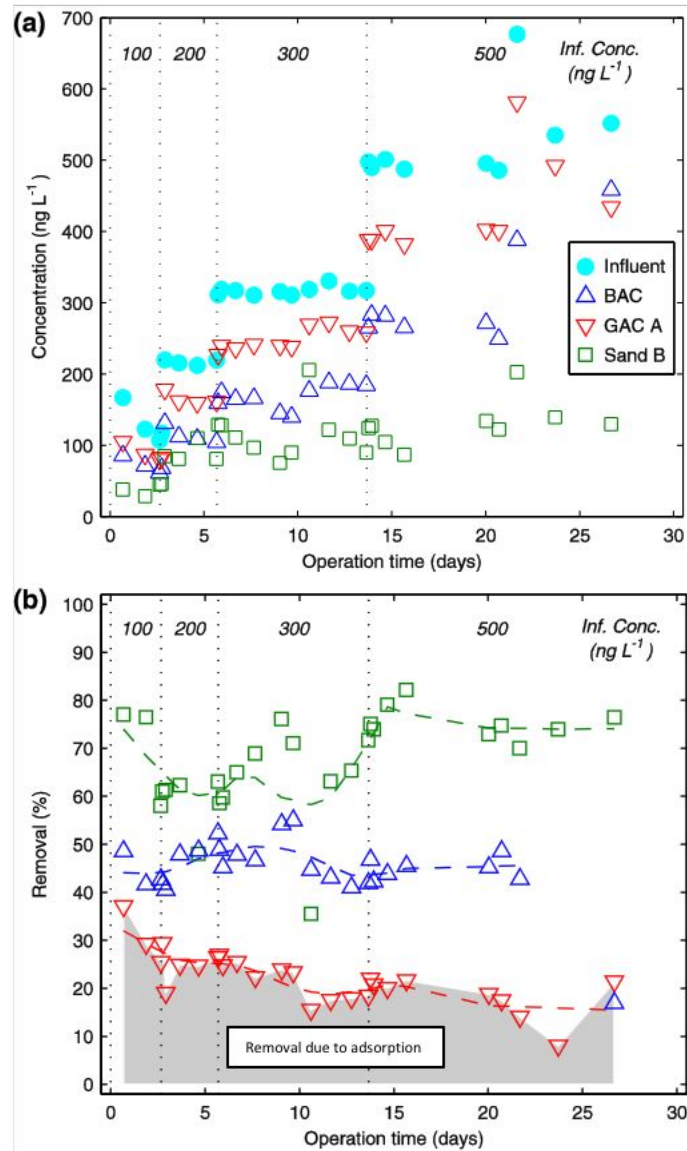 (a)
700
600
500
400
300
200
100
0
Concentration (ng L⁻¹)
100 200 300 500 Inf. Conc.
(ng L⁻¹)
Influent
BAC
GAC A
Sand B
0 5 10 15 20 25 30
Operation time (days)
(b)
100
90
80
70
60
50
40
30
20
10
0
Removal (%)
100 200 300 500 Inf. Conc.
(ng L⁻¹)
Removal due to adsorption
0 5 10 15 20 25 30
Operation time (days)